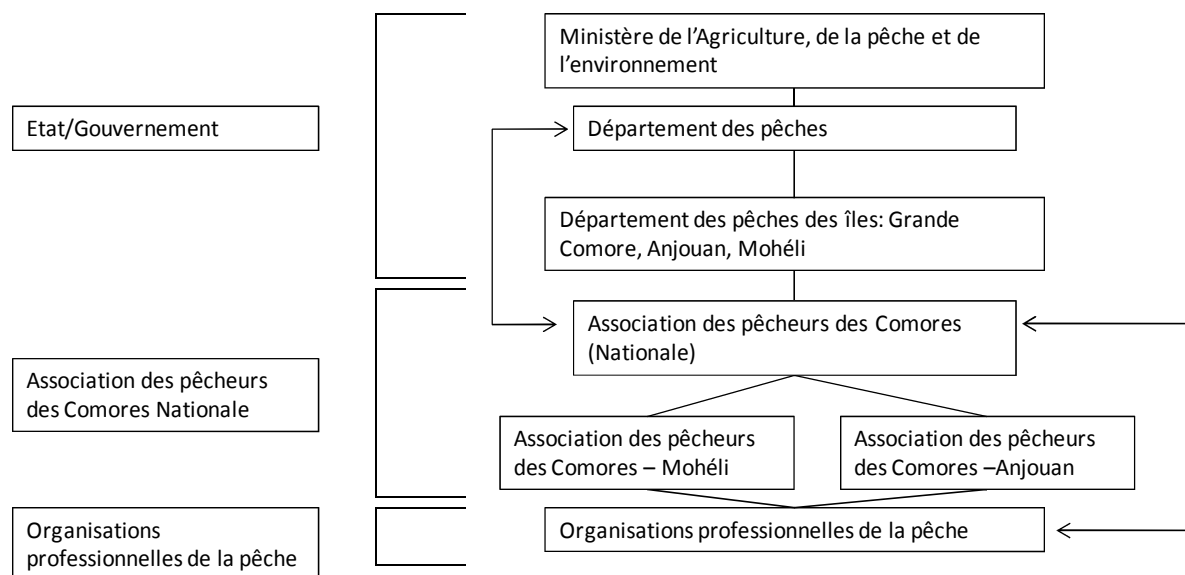 Ministère de l'Agriculture, de la pêche et de
l'environnement
Etat/Gouvernement
Département des pêches
Département des pêches des îles: Grande
Comore, Anjouan, Mohéli
Association des pêcheurs des Comores
(Nationale)
Association des pêcheurs
des Comores Nationale
Association des pêcheurs
des Comores – Mohéli
Association des pêcheurs
des Comores –Anjouan
Organisations
professionnelles de la pêche
Organisations professionnelles de la pêche